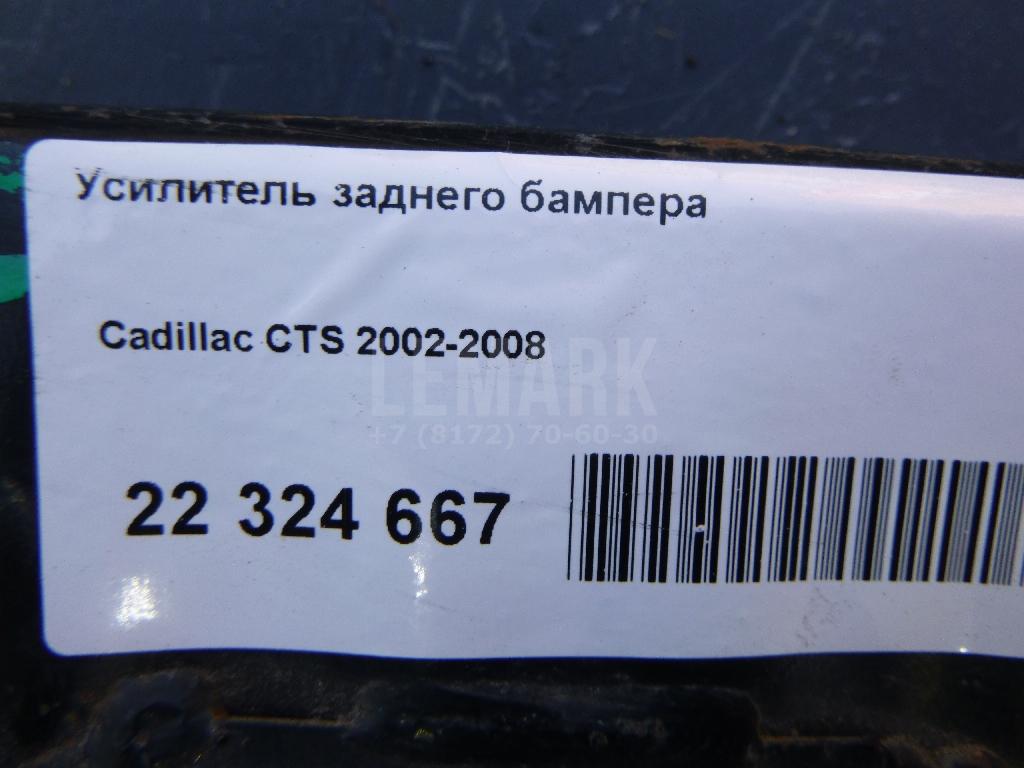 Усилитель заднего бампера
Cadillac CTS 2002-2008
LEMARK
+7 (8172) 70-60-30
22 324 667